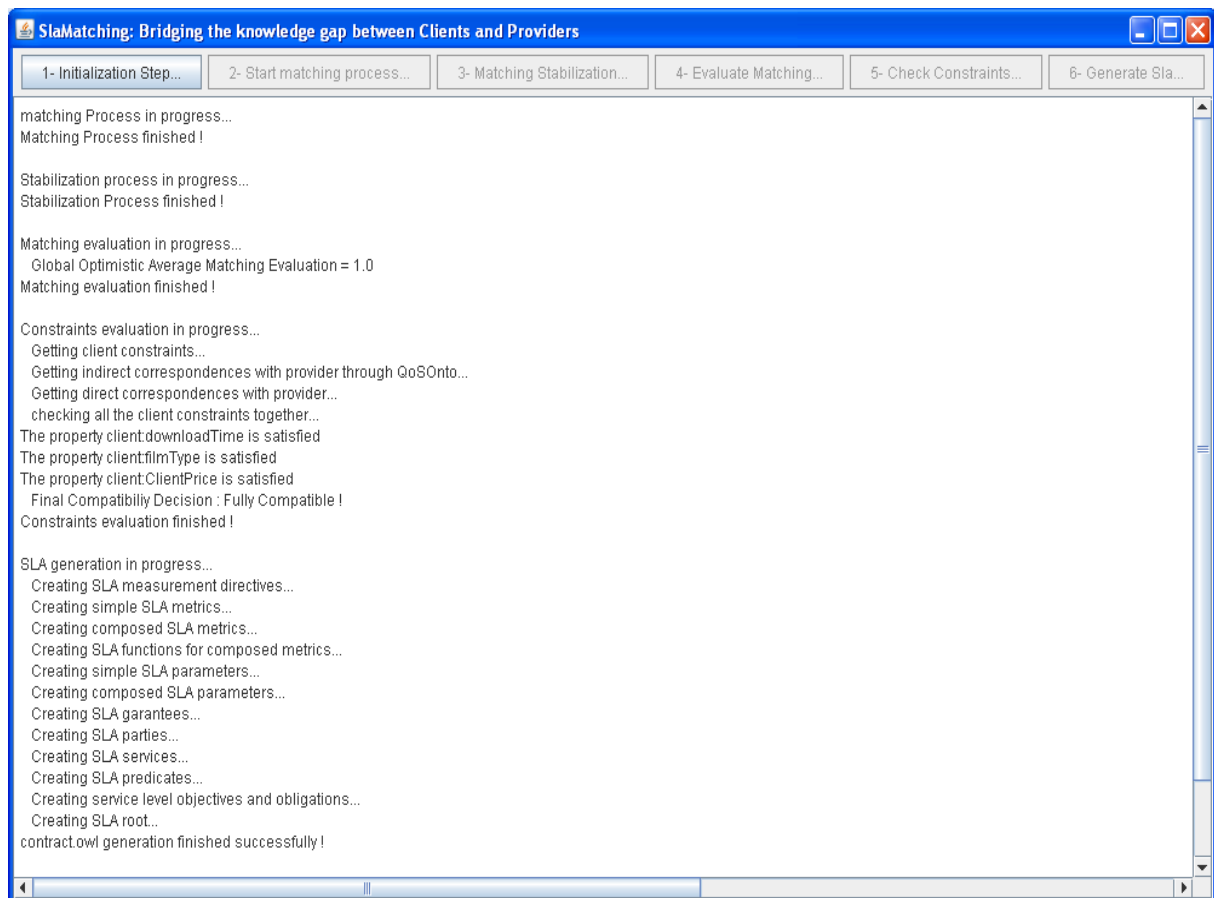 SlaMatching: Bridging the knowledge gap between Clients and Providers
1- Initialization Step... 2- Start matching process... 3- Matching Stabilization... 4- Evaluate Matching... 5- Check Constraints... 6- Generate Sla...
matching Process in progress...
Matching Process finished !
Stabilization process in progress...
Stabilization Process finished !
Matching evaluation in progress...
Global Optimistic Average Matching Evaluation = 1.0
Matching evaluation finished !
Constraints evaluation in progress...
Getting client constraints...
Getting indirect correspondences with provider through QoSOnto...
Getting direct correspondences with provider...
checking all the client constraints together...
The property client:downloadTime is satisfied
The property client:filmType is satisfied
The property client:ClientPrice is satisfied
Final Compatibiliy Decision : Fully Compatible !
Constraints evaluation finished !
SLA generation in progress...
Creating SLA measurement directives...
Creating simple SLA metrics...
Creating composed SLA metrics...
Creating SLA functions for composed metrics...
Creating simple SLA parameters...
Creating composed SLA parameters...
Creating SLA garantees...
Creating SLA parties...
Creating SLA services...
Creating SLA predicates...
Creating service level objectives and obligations...
Creating SLA root...
contract.owl generation finished successfully !